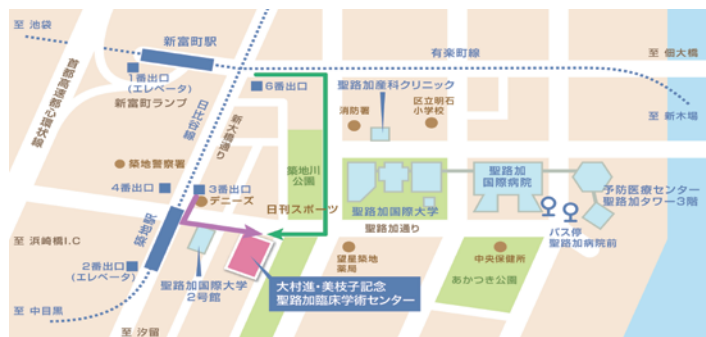 至 池袋
新富町駅
有楽町線
至 佃大橋
首都高速都心環状線
1番出口
(エレベータ)
新富町ランプ
日比谷線
新大橋通り
6番出口
聖路加産科クリニック
消防署
区立明石
小学校
至 新木場
築地警察署
4番出口
3番出口
デニーズ
築地川
公園
日刊スポーツ
聖路加国際大学
聖路加
国際病院
予防医療センター
聖路加タワー3階
聖路加通り
バス停
聖路加病院前
築地駅
至 浜崎橋I.C
2番出口
(エレベータ)
聖路加国際大学
2号館
望星築地
薬局
中央保健所
あかつき公園
大村進・美枝子記念
聖路加臨床学術センター
至 中目黒
至 汐留